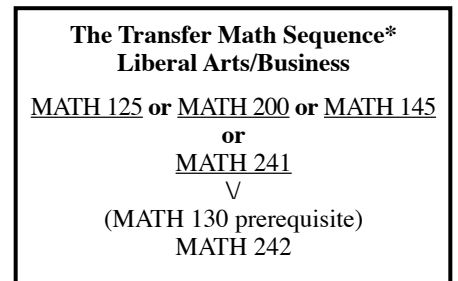 The Transfer Math Sequence*
Liberal Arts/Business
MATH 125 or MATH 200 or MATH 145
or
MATH 241
\/
(MATH 130 prerequisite)
MATH 242